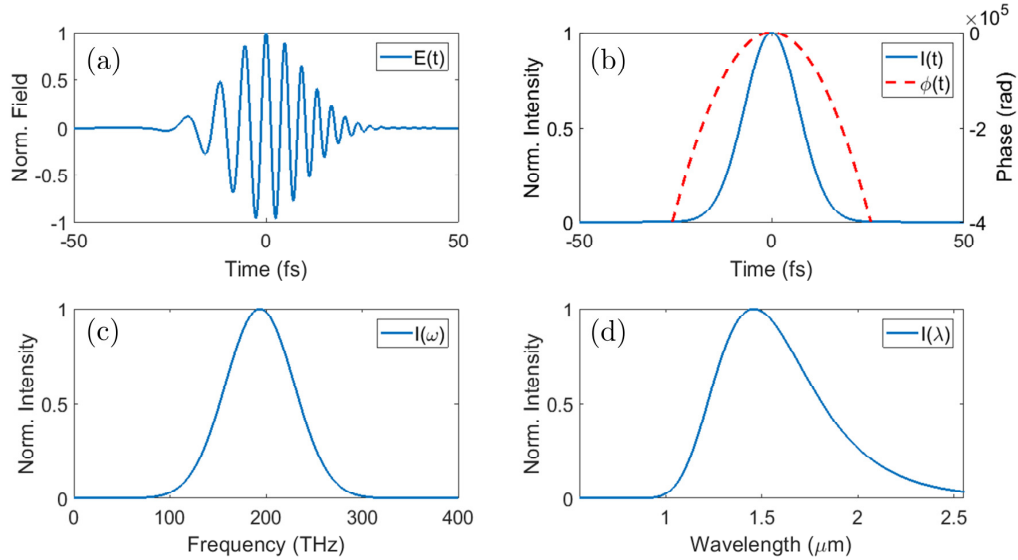 (a)
E(t)
1
0.5
0
-0.5
-1
Norm. Field
-50
0
50
Time (fs)
(b)
I(t)
ϕ(t)
1
0.5
0
Norm. Intensity
×10⁵
0
-2
-4
Phase (rad)
-50
0
50
Time (fs)
(c)
I(ω)
1
0.5
0
Norm. Intensity
0
100
200
300
400
Frequency (THz)
(d)
I(λ)
1
0.5
0
Norm. Intensity
1
1.5
2
2.5
Wavelength (μm)